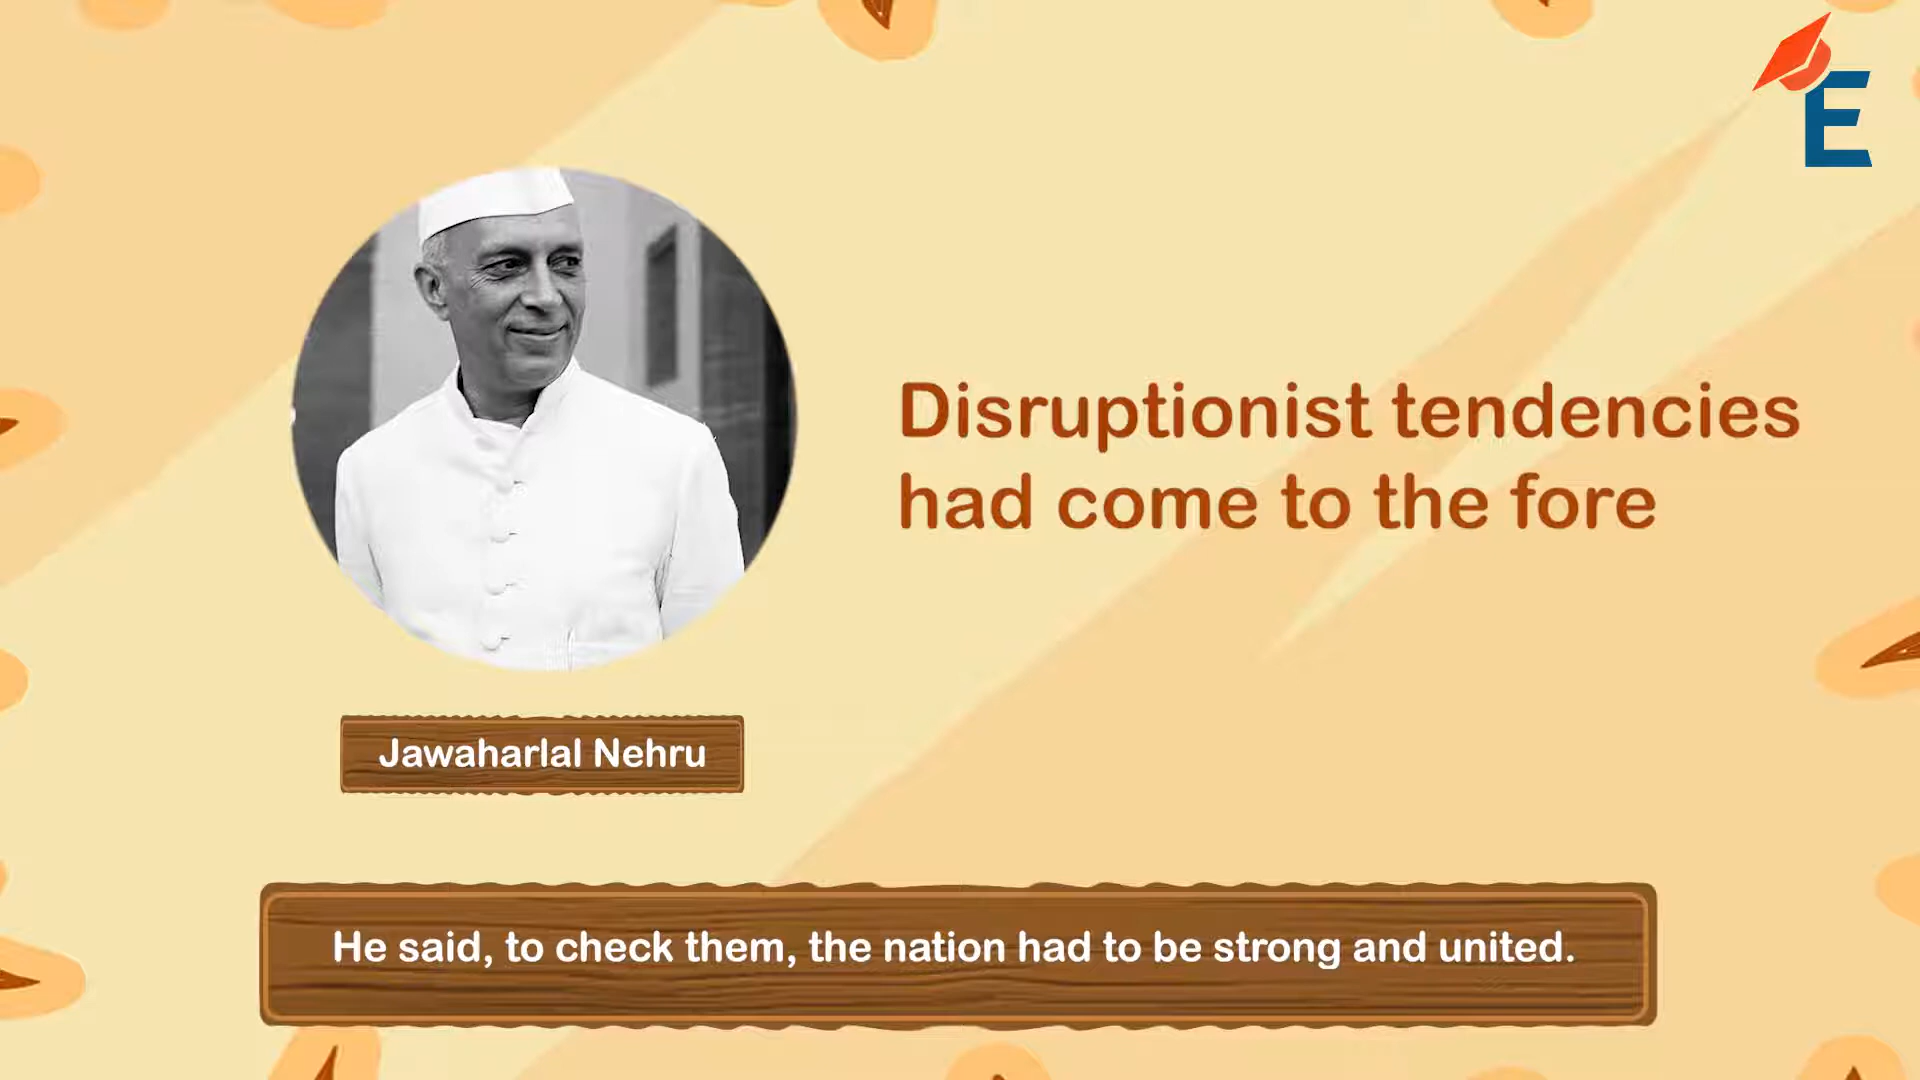 E
Disruptionist tendencies
had come to the fore
Jawaharlal Nehru
He said, to check them, the nation had to be strong and united.